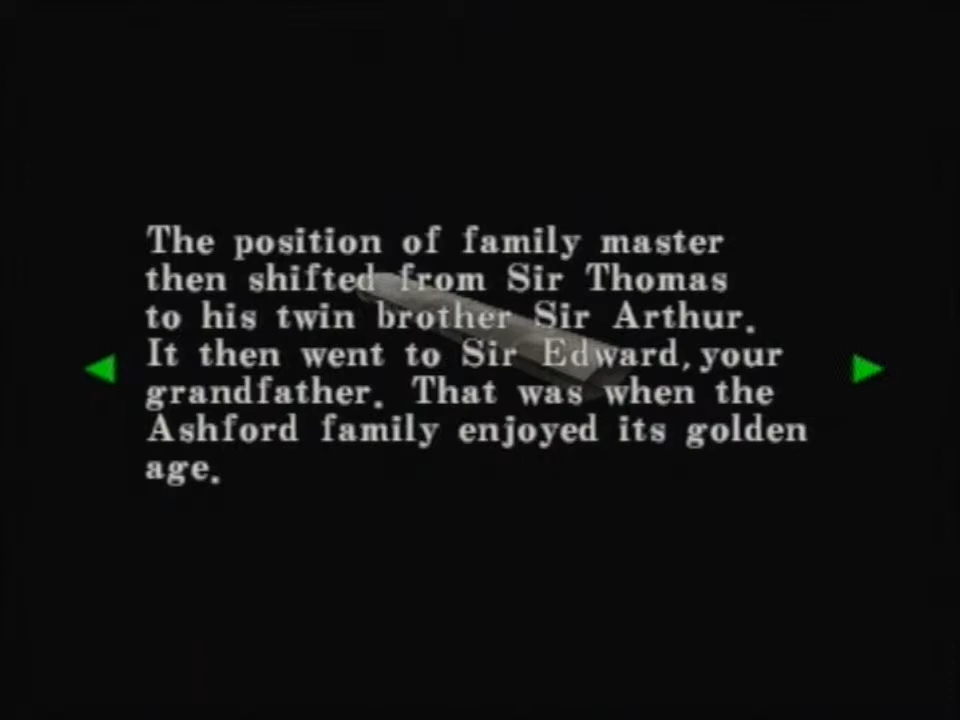 The position of family master
then shifted from Sir Thomas
to his twin brother Sir Arthur.
It then went to Sir Edward, your
grandfather. That was when the
Ashford family enjoyed its golden
age.